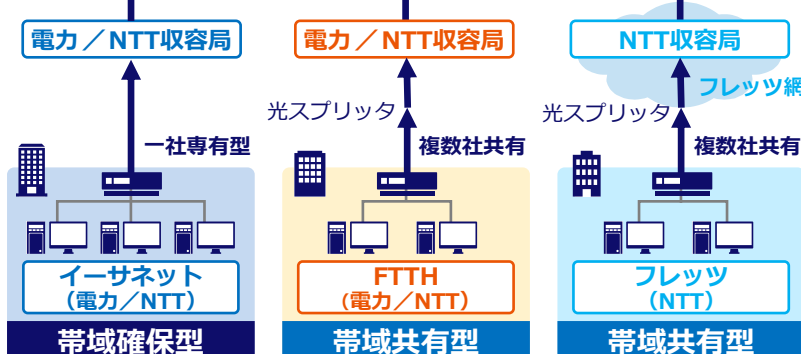 電力／NTT収容局
一社専有型
イーサネット
（電力／NTT）
帯域確保型
電力／NTT収容局
光スプリッタ
複数社共有
FTTH
(電力／NTT）
帯域共有型
NTT収容局
フレッツ網
光スプリッタ
複数社共有
フレッツ
（NTT）
帯域共有型